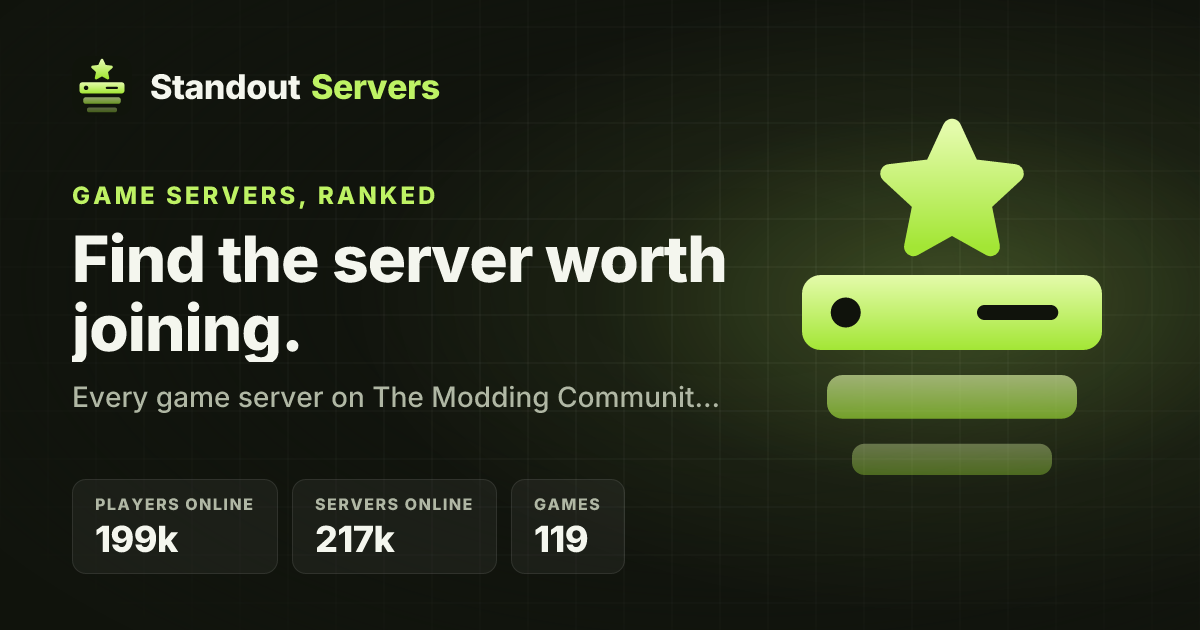 Standout Servers
GAME SERVERS, RANKED
Find the server worth
joining.
Every game server on The Modding Communit...
PLAYERS ONLINE
199k
SERVERS ONLINE
217k
GAMES
119